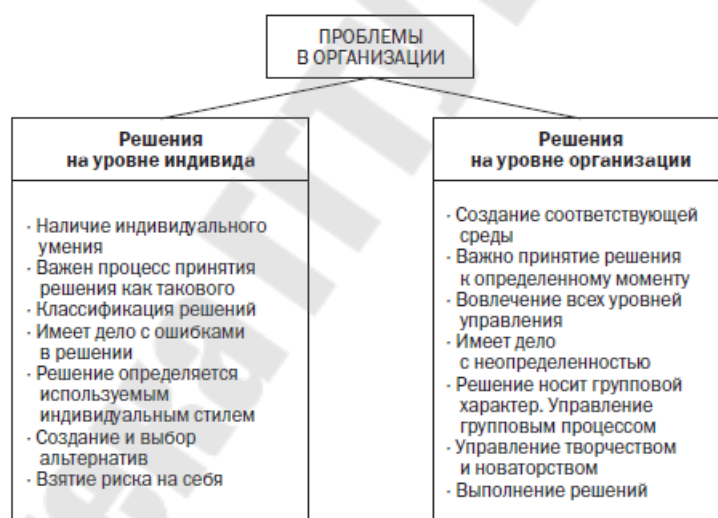 ПРОБЛЕМЫ
В ОРГАНИЗАЦИИ
Решения
на уровне индивида
· Наличие индивидуального
умения
· Важен процесс принятия
решения как такового
· Классификация решений
· Имеет дело с ошибками
в решении
· Решение определяется
используемым
индивидуальным стилем
· Создание и выбор
альтернатив
· Взятие риска на себя
Решения
на уровне организации
· Создание соответствующей
среды
· Важно принятие решения
к определенному моменту
· Вовлечение всех уровней
управления
· Имеет дело
с неопределенностью
· Решение носит групповой
характер. Управление
групповым процессом
· Управление творчеством
и новаторством
· Выполнение решений